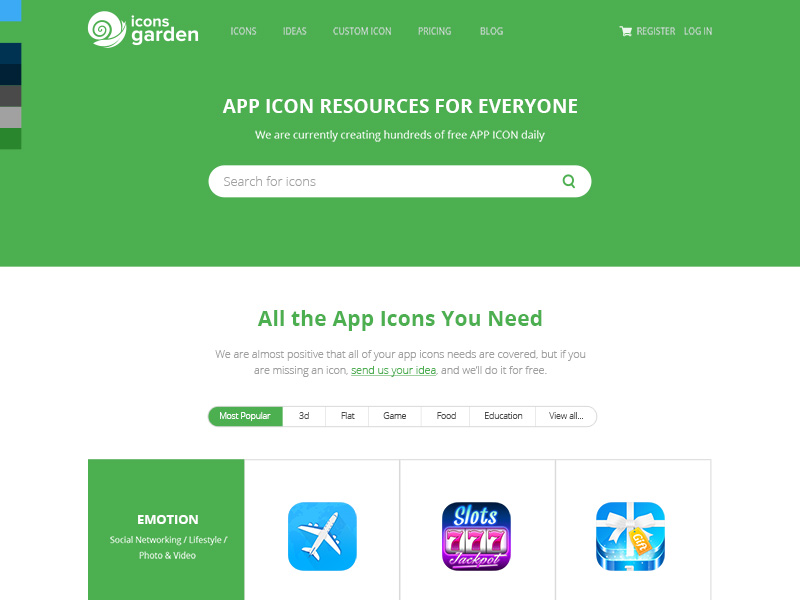 icons
garden
ICONS IDEAS CUSTOM ICON PRICING BLOG REGISTER LOG IN
APP ICON RESOURCES FOR EVERYONE
We are currently creating hundreds of free APP ICON daily
Search for icons
All the App Icons You Need
We are almost positive that all of your app icons needs are covered, but if you
are missing an icon, send us your idea, and we'll do it for free.
Most Popular 3d Flat Game Food Education View all...
EMOTION
Social Networking / Lifestyle /
Photo & Video
Slots
777
Jackpot
Gift